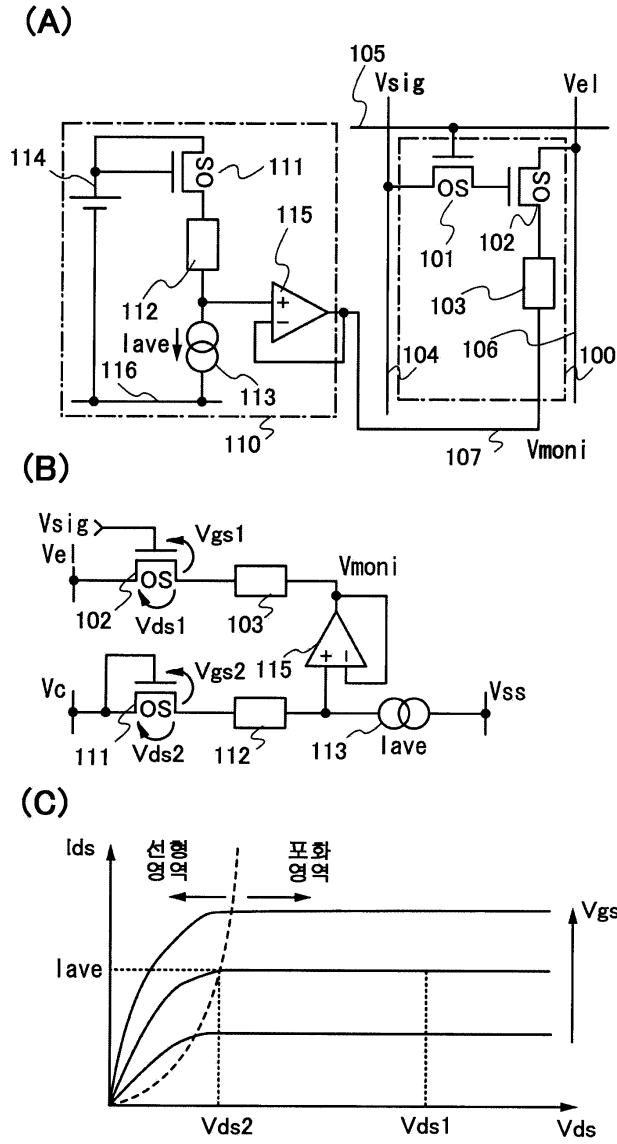 (A)
105
Vsig
Vel
114
111
OS
115
112
Iave
116
113
110
OS
OS
101
102
103
106
104
100
107
Vmoni
(B)
Vsig
Vgs1
Vel
OS
102
Vds1
103
Vmoni
115
Vc
Vgs2
OS
111
Vds2
112
113
Iave
Vss
(C)
Ids
선형
영역
포화
영역
Vgs
Iave
Vds2
Vds1
Vds